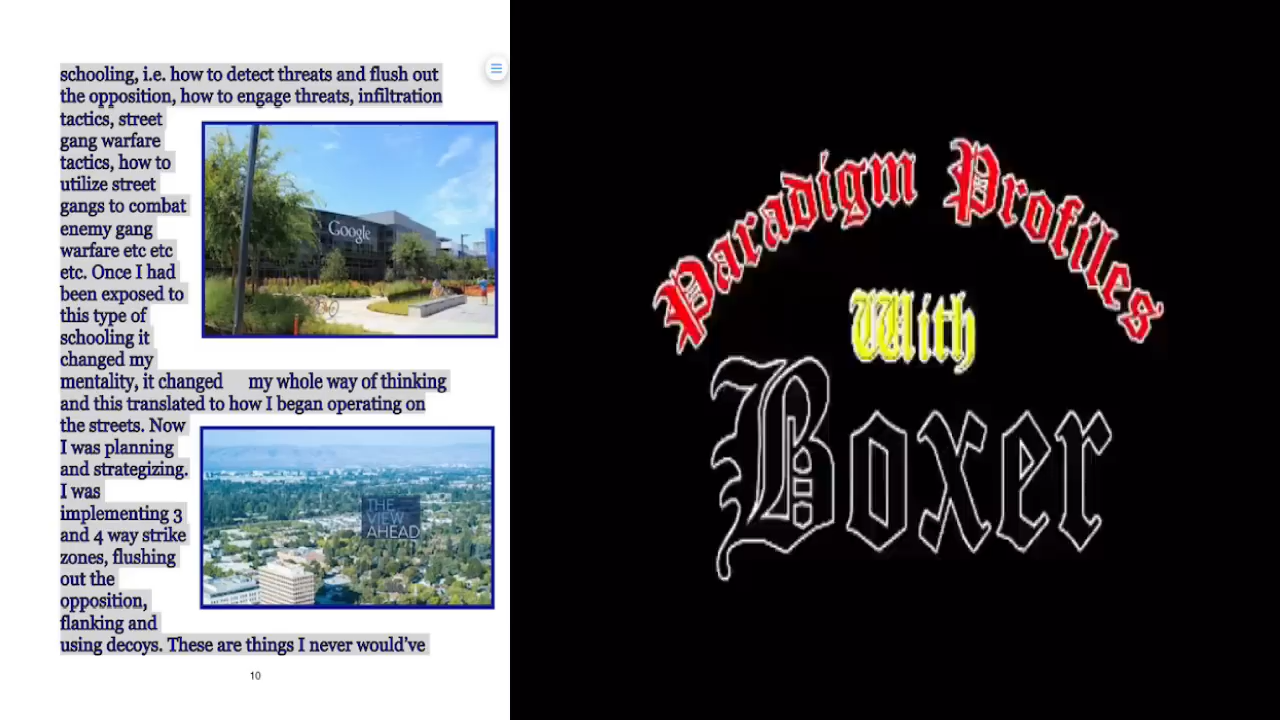 schooling, i.e. how to detect threats and flush out
the opposition, how to engage threats, infiltration
tactics, street
gang warfare
tactics, how to
utilize street
gangs to combat
enemy gang
warfare etc etc
etc. Once I had
been exposed to
this type of
schooling it
changed my
mentality, it changed my whole way of thinking
and this translated to how I began operating on
the streets. Now
I was planning
and strategizing.
I was
implementing 3
and 4 way strike
zones, flushing
out the
opposition,
flanking and
using decoys. These are things I never would've
10
Google
THE
VIEW
AHEAD
Paradigm Profiles
With
Boxer